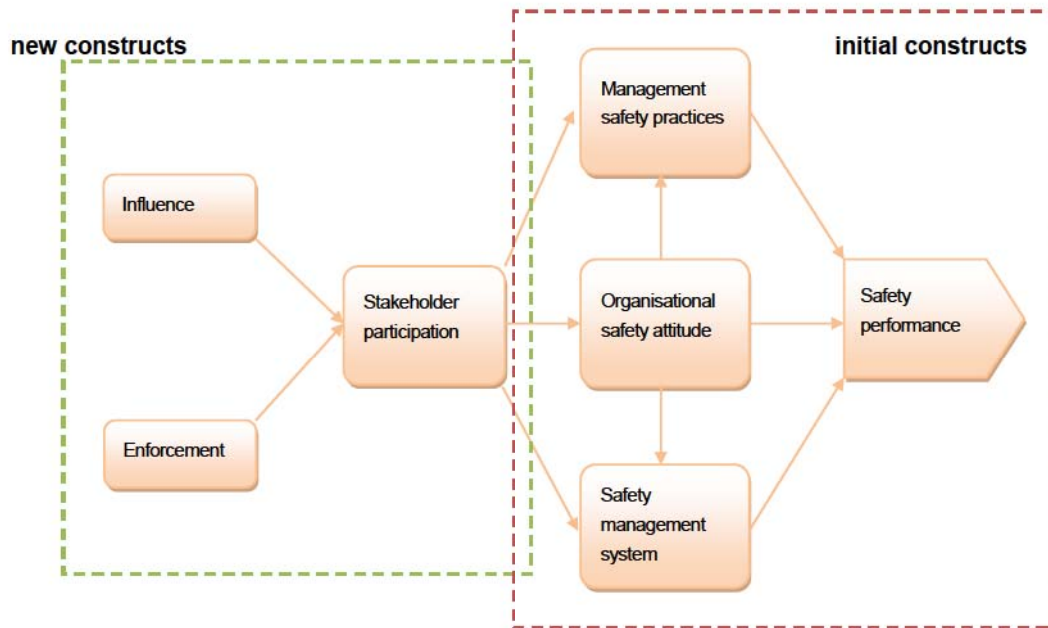 new constructs
initial constructs
Management
safety practices
Influence
Stakeholder
participation
Organisational
safety attitude
Safety
performance
Enforcement
Safety
management
system